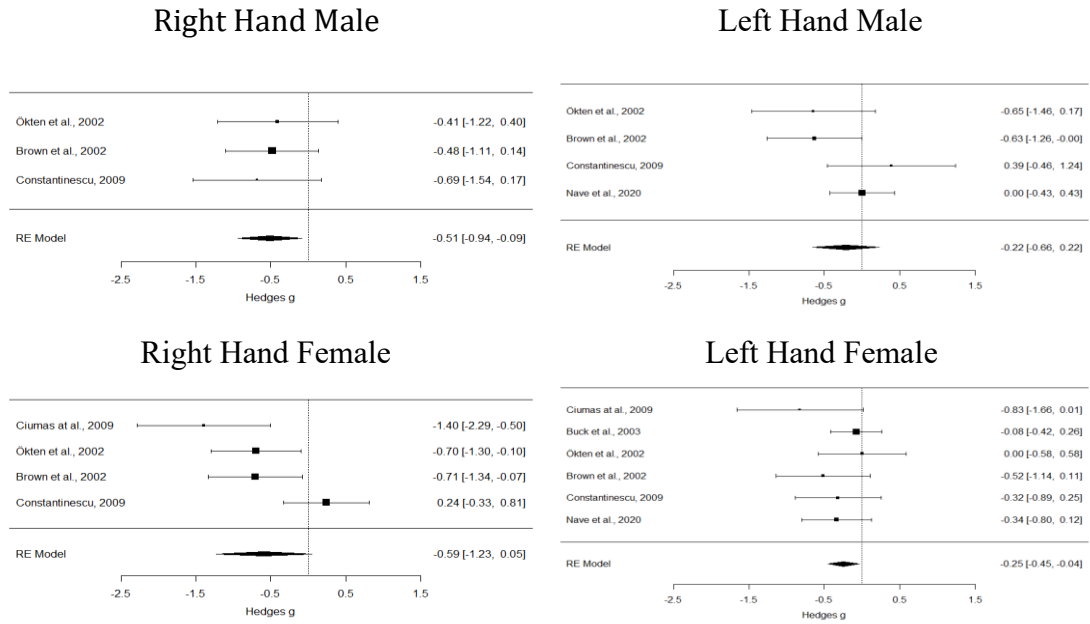 Right Hand Male
Ökten et al., 2002 -0.41 [-1.22, 0.40]
Brown et al., 2002 -0.48 [-1.11, 0.14]
Constantinescu, 2009 -0.69 [-1.54, 0.17]
RE Model -0.51 [-0.94, -0.09]
-2.5 -0.5 0.5 1.5
Hedges g
Left Hand Male
Ökten et al., 2002 -0.65 [-1.46, 0.17]
Brown et al., 2002 -0.63 [-1.26, -0.00]
Constantinescu, 2009 0.39 [-0.46, 1.24]
Nave et al., 2020 0.00 [-0.43, 0.43]
RE Model -0.22 [-0.66, 0.22]
-2.5 -0.5 0.5 1.5
Hedges g
Right Hand Female
Ciumas at al., 2009 -1.40 [-2.29, -0.50]
Ökten et al., 2002 -0.70 [-1.30, -0.10]
Brown et al., 2002 -0.71 [-1.34, -0.07]
Constantinescu, 2009 0.24 [-0.33, 0.81]
RE Model -0.59 [-1.23, 0.05]
-2.5 -0.5 0.5 1.5
Hedges g
Left Hand Female
Ciumas at al., 2009 -0.83 [-1.66, 0.01]
Buck et al., 2003 -0.08 [-0.42, 0.26]
Ökten et al., 2002 0.00 [-0.58, 0.58]
Brown et al., 2002 -0.52 [-1.14, 0.11]
Constantinescu, 2009 -0.32 [-0.89, 0.25]
Nave et al., 2020 -0.34 [-0.80, 0.12]
RE Model -0.25 [-0.45, -0.04]
-2.5 -0.5 0.5 1.5
Hedges g